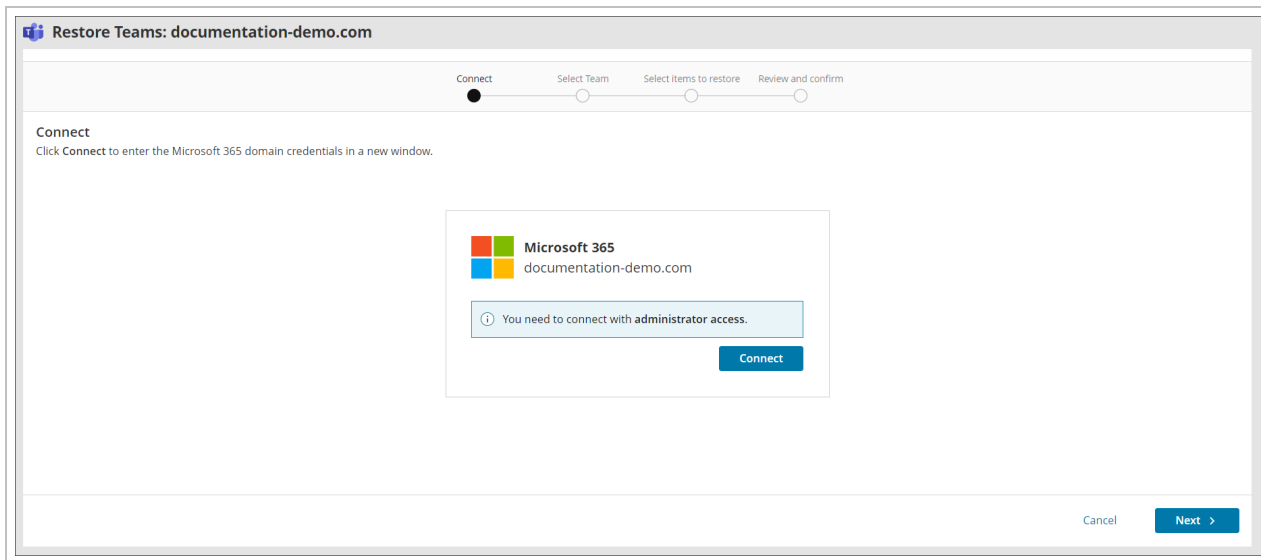 Restore Teams: documentation-demo.com
Connect Select Team Select items to restore Review and confirm
Connect
Click Connect to enter the Microsoft 365 domain credentials in a new window.
Microsoft 365
documentation-demo.com
You need to connect with administrator access.
Connect
Cancel Next